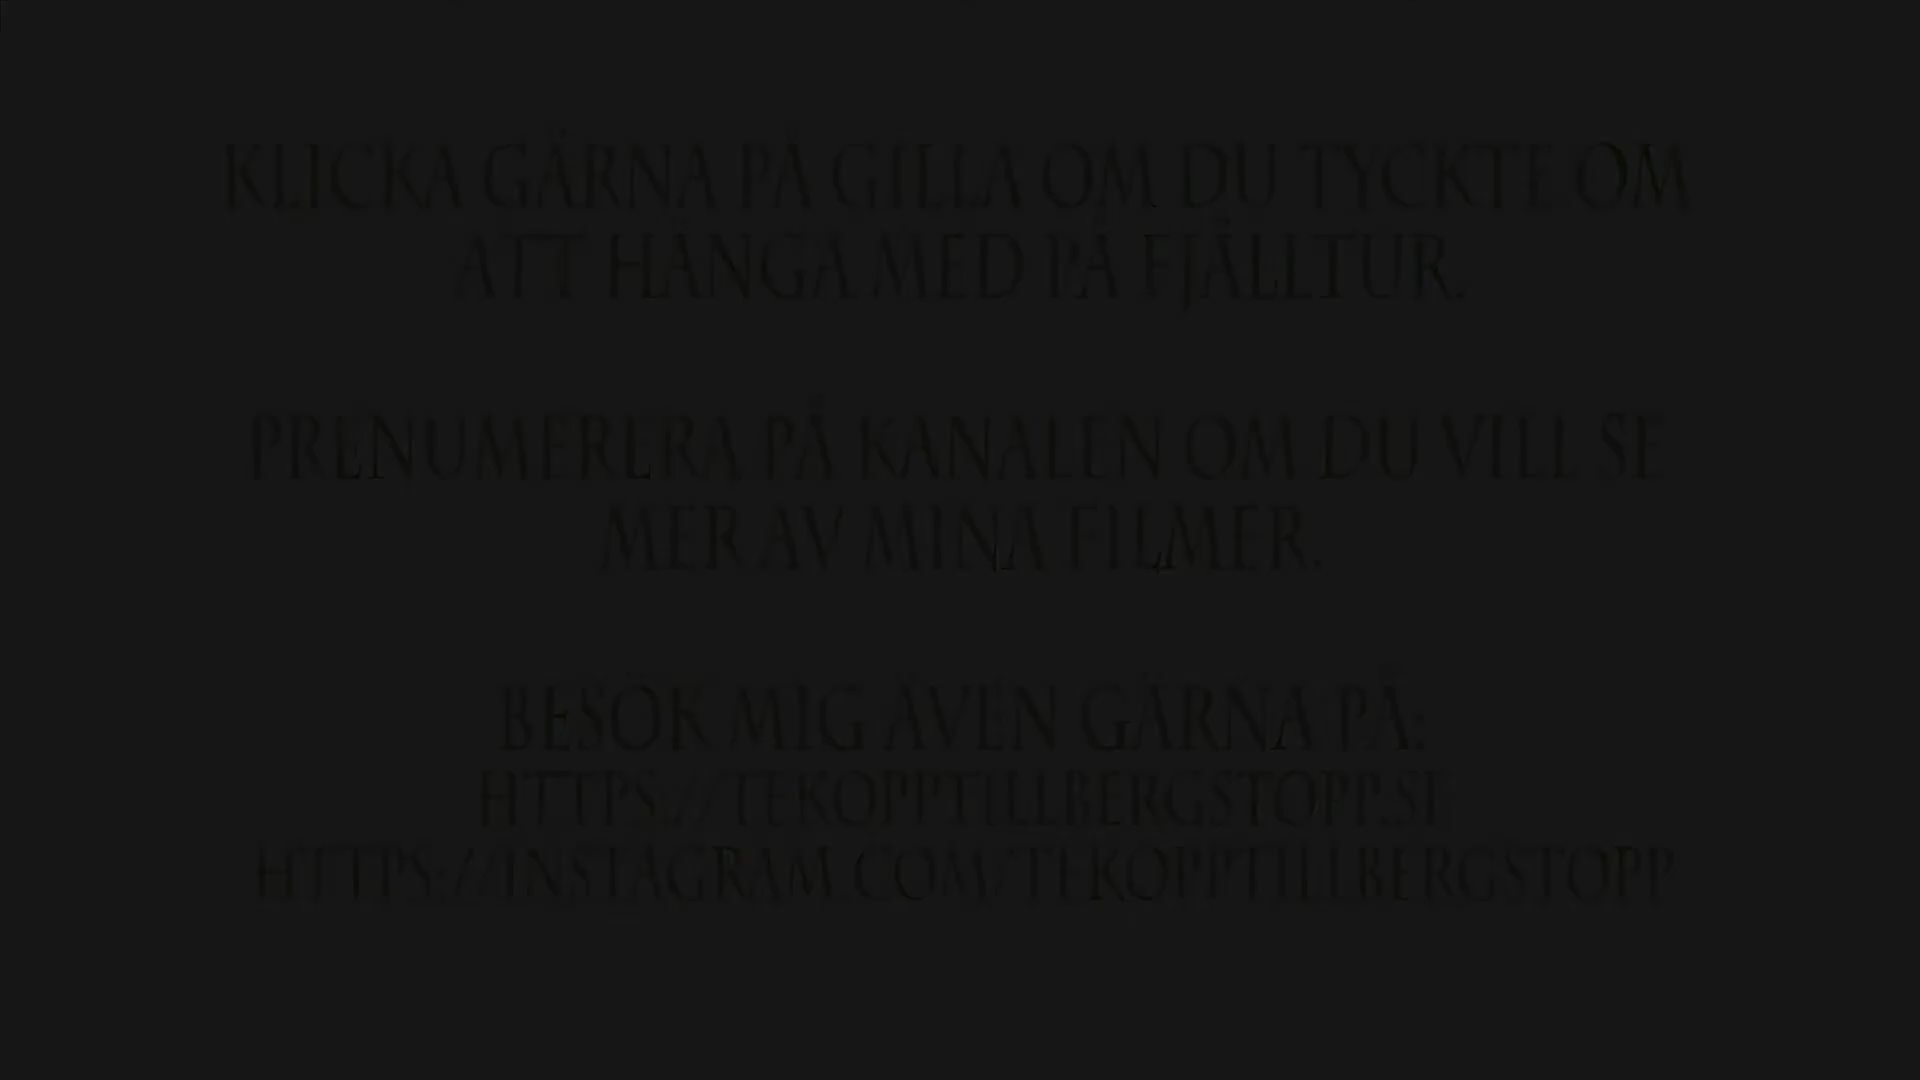 KLICKA GÄRNA PÅ GILLA OM DU TYCKTE OM
ATT HÄNGA MED PÅ FJÄLLTUR.
PRENUMERERA PÅ KANALEN OM DU VILL SE
MER AV MINA FILMER.
BESÖK MIG ÄVEN GÄRNA PÅ:
HTTPS://TEKOPPTILLBERGSTOPP.SE
HTTPS://INSTAGRAM.COM/TEKOPPTILLBERGSTOPP